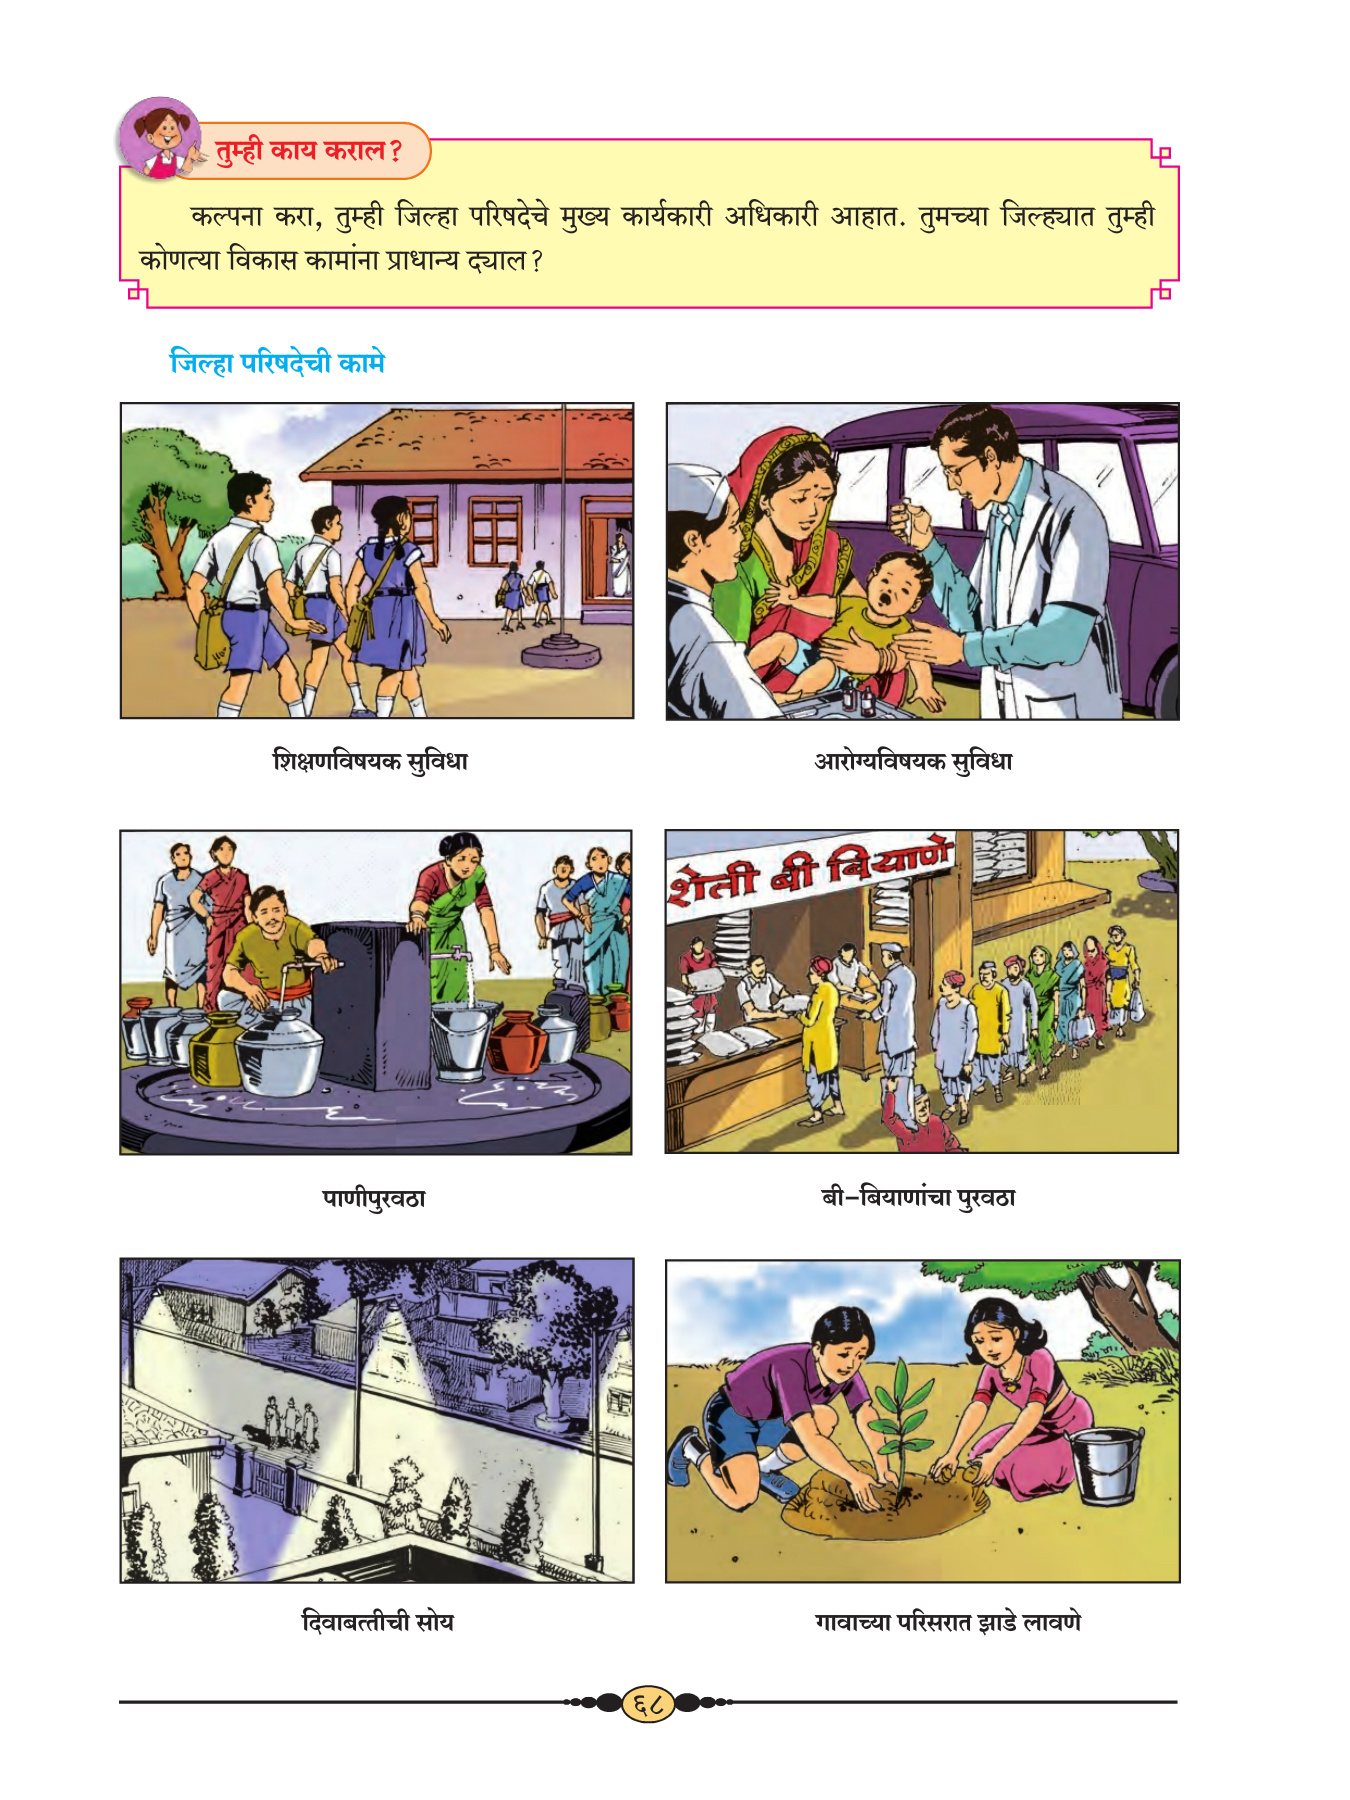 तुम्ही काय कराल?
कल्पना करा, तुम्ही जिल्हा परिषदेचे मुख्य कार्यकारी अधिकारी आहात. तुमच्या जिल्ह्यात तुम्ही
कोणत्या विकास कामांना प्राधान्य द्याल?
जिल्हा परिषदेची कामे
शिक्षणविषयक सुविधा
आरोग्यविषयक सुविधा
शेती बी बियाणे
पाणीपुरवठा
बी–बियाणांचा पुरवठा
दिवाबत्तीची सोय
गावाच्या परिसरात झाडे लावणे
६८